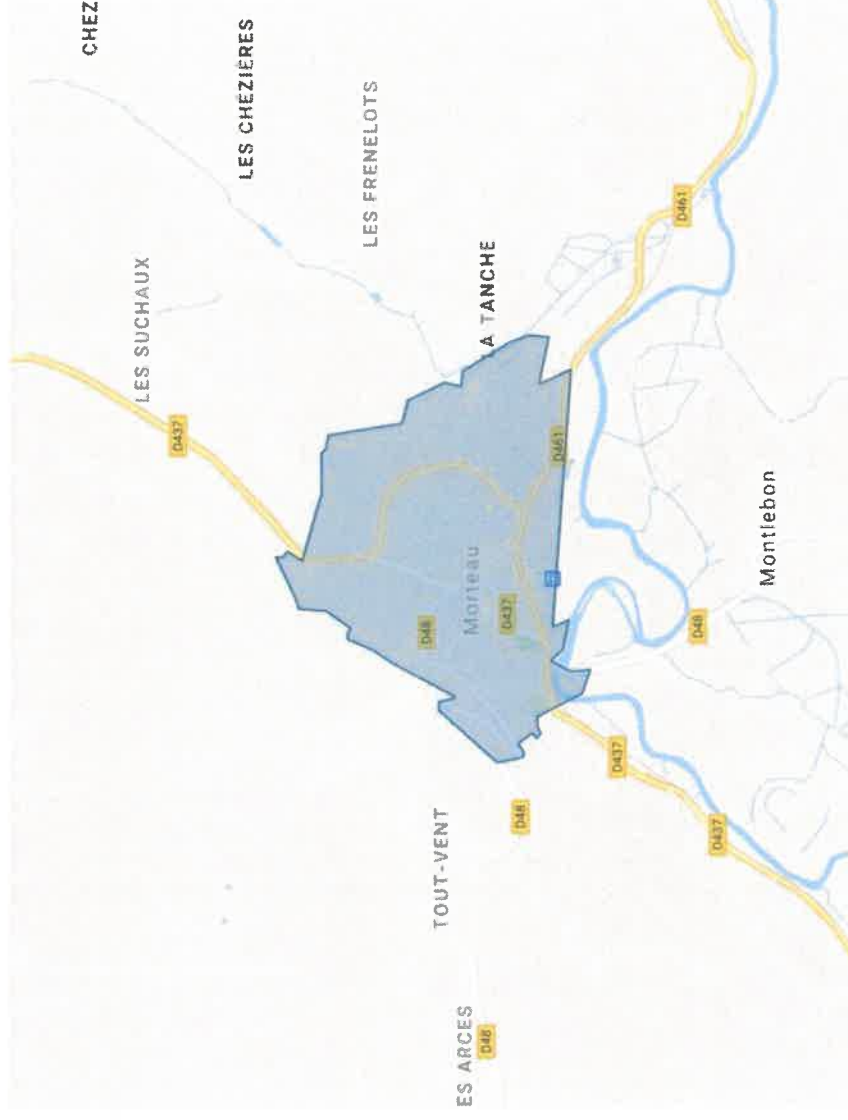 CHEZ
LES SUCHAUX
D437
LES CHÉZIÈRES
LES FRENELOTS
D48
TOUT-VENT
ES ARCES
Morteau
A TANCHE
D48
D437
D48
D461
D437
D461
D48
D437
Montlebon